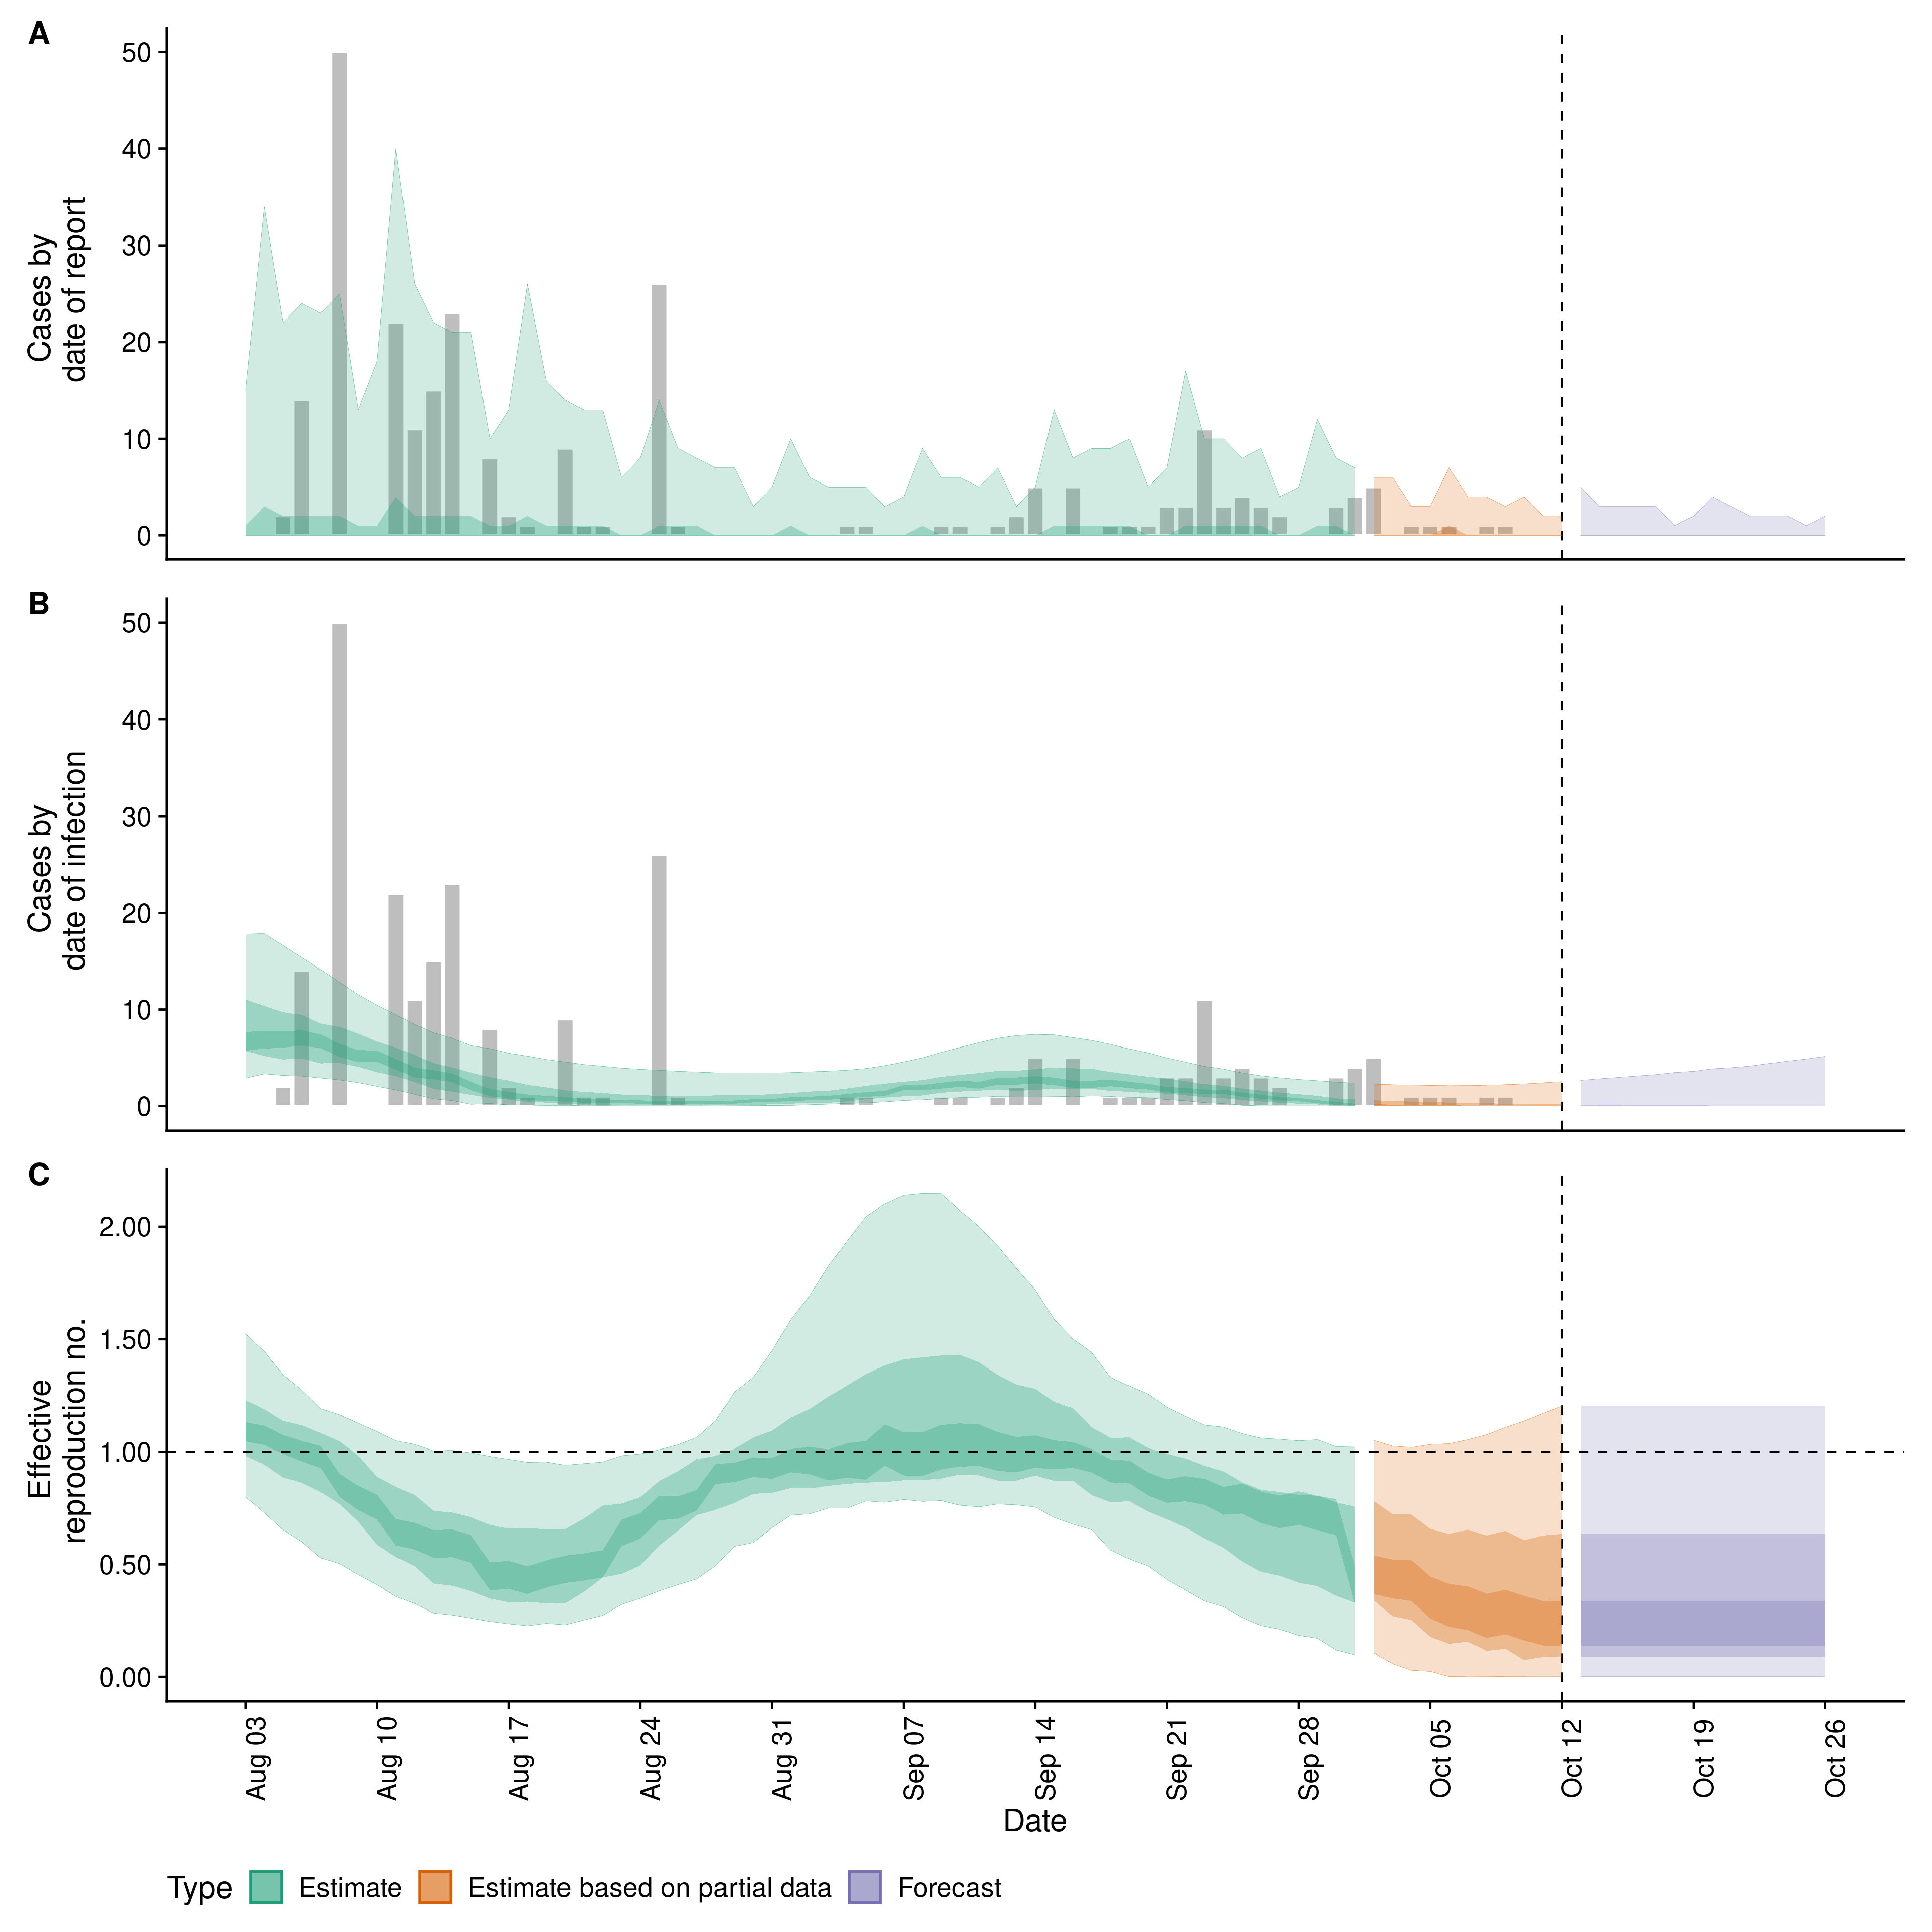 A
50
40
30
20
10
0
Cases by
date of report
B
50
40
30
20
10
0
Cases by
date of infection
C
2.00
1.50
1.00
0.50
0.00
Effective
reproduction no.
Aug 03
Aug 10
Aug 17
Aug 24
Aug 31
Sep 07
Sep 14
Sep 21
Sep 28
Oct 05
Oct 12
Oct 19
Oct 26
Date
Type Estimate Estimate based on partial data Forecast